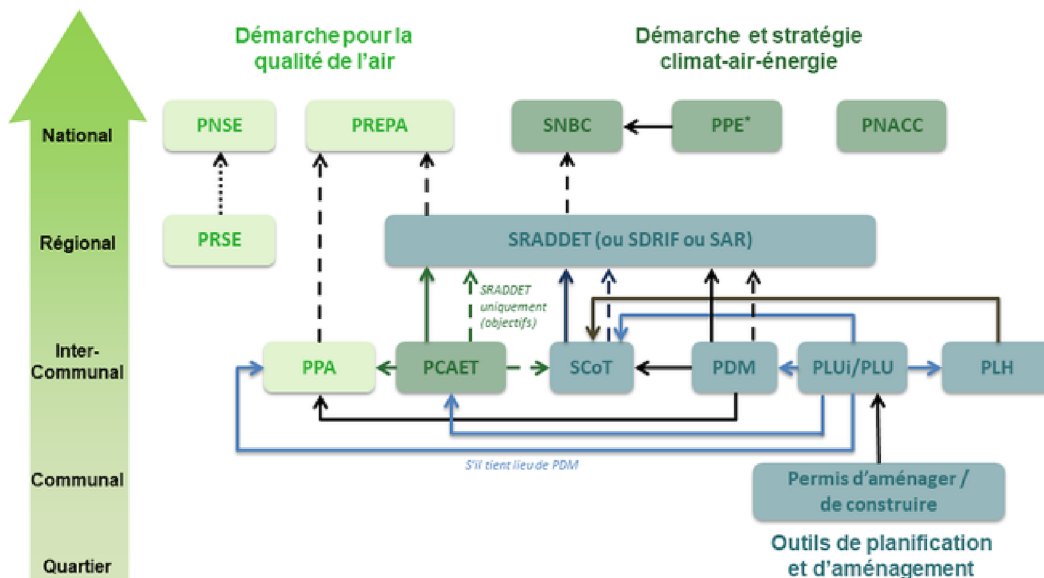 Démarche pour la
qualité de l'air
Démarche et stratégie
climat-air-énergie
National
PNSE
PREPA
SNBC
PPE*
PNACC
Régional
PRSE
SRADDET (ou SDRIF ou SAR)
SRADDET
uniquement
(objectifs)
Inter-
Communal
PPA
PCAET
SCoT
PDM
PLUi/PLU
PLH
S'il tient lieu de PDM
Communal
Permis d'aménager /
de construire
Quartier
Outils de planification
et d'aménagement